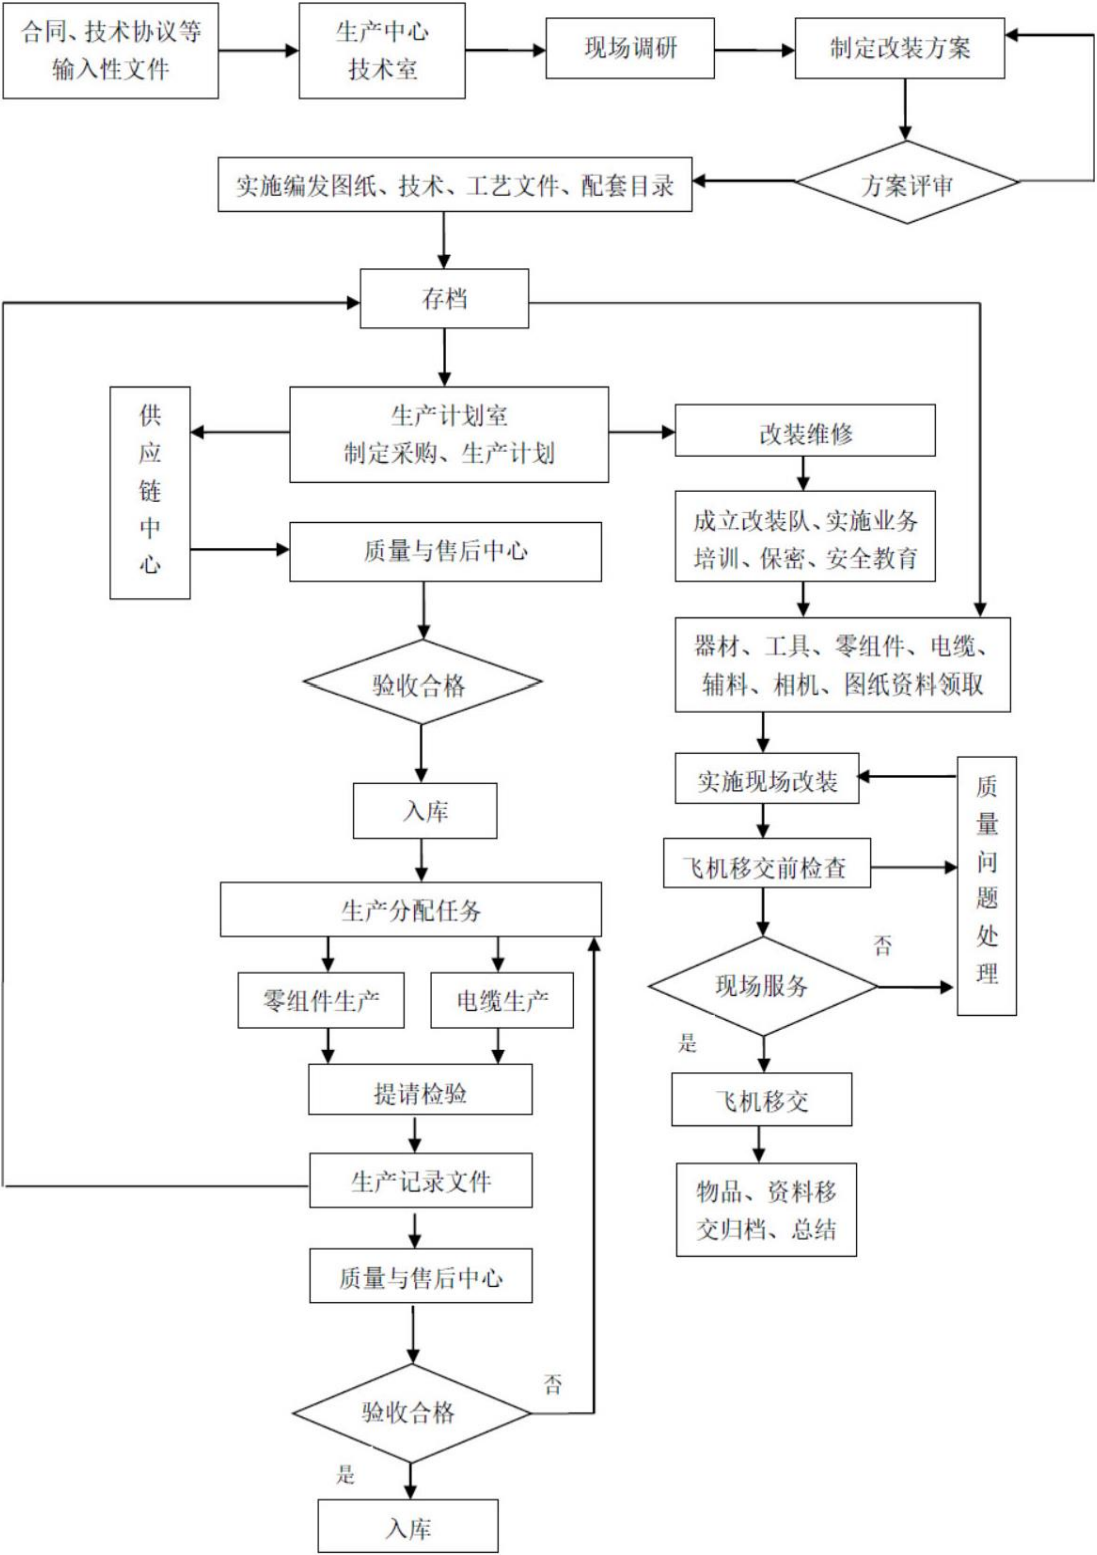 合同、技术协议等
输入性文件
生产中心
技术室
现场调研
制定改装方案
方案评审
实施编发图纸、技术、工艺文件、配套目录
存档
供
应
链
中
心
生产计划室
制定采购、生产计划
改装维修
成立改装队、实施业务
培训、保密、安全教育
质量与售后中心
器材、工具、零组件、电缆、
辅料、相机、图纸资料领取
验收合格
实施现场改装
质
量
问
题
处
理
入库
飞机移交前检查
生产分配任务
否
现场服务
零组件生产
电缆生产
是
提请检验
飞机移交
生产记录文件
物品、资料移
交归档、总结
质量与售后中心
否
验收合格
是
入库